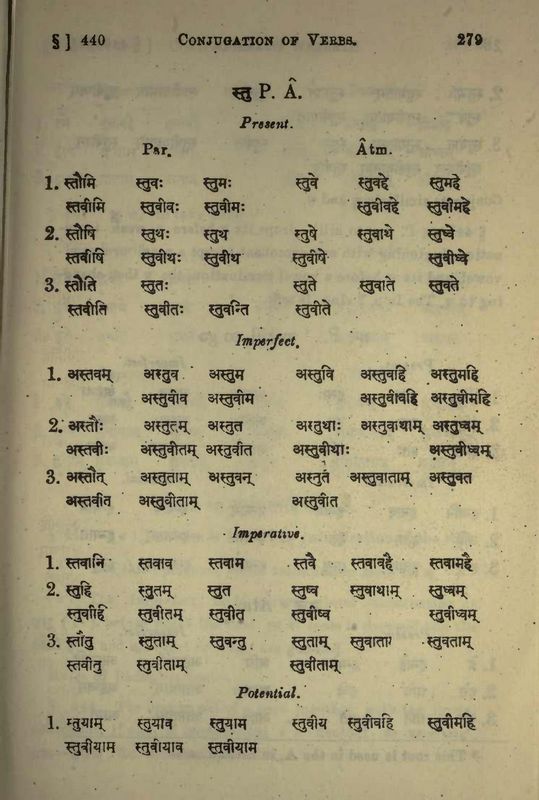 § ] 440 CONJUGATION OF VERBS. 279
स्तु P. Â.
Present.
Par. Âtm.
1. स्तौमि स्तुवः स्तुमः स्तुवे स्तुवहे स्तुमहे
स्तवीमि स्तुवीवः स्तुवीमः स्तुवीवहे स्तुवीमहे
2. स्तौषि स्तुथः स्तुथ स्तुषे स्तुवाथे स्तुध्वे
स्तवीषि स्तुवीथः स्तुवीथ स्तुवीषे स्तुवीध्वे
3. स्तौति स्तुतः स्तुते स्तुवाते स्तुवते
स्तवीति स्तुवीतः स्तुवन्ति स्तुवीते
Imperfect.
1. अस्तवम् अस्तुव अस्तुम अस्तुवि अस्तुवहि अस्तुमहि
अस्तुवीव अस्तुवीम अस्तुवीवहि अस्तुवीमहि
2. अस्तौः अस्तुतम् अस्तुत अस्तुथाः अस्तुवाथाम् अस्तुध्वम्
अस्तवीः अस्तुवीतम् अस्तुवीत अस्तुवीथाः अस्तुवीध्वम्
3. अस्तौत् अस्तुताम् अस्तुवन् अस्तुत अस्तुवाताम् अस्तुवत
अस्तवीत अस्तुवीताम् अस्तुवीत
Imperative.
1. स्तवानि स्तवाव स्तवाम स्तवै स्तवावहै स्तवामहै
2. स्तुहि स्तुतम् स्तुत स्तुष्व स्तुवाथाम् स्तुध्वम्
स्तुवीहि स्तुवीतम् स्तुवीत स्तुवीष्व स्तुवीध्वम्
3. स्तौतु स्तुताम् स्तुवन्तु स्तुताम् स्तुवाता स्तुवताम्
स्तवीतु स्तुवीताम् स्तुवीताम्
Potential.
1. स्तुयाम् स्तुयाव स्तुयाम स्तुवीय स्तुवीवहि स्तुवीमहि
स्तुवीयाम् स्तुवीयाव स्तुवीयाम